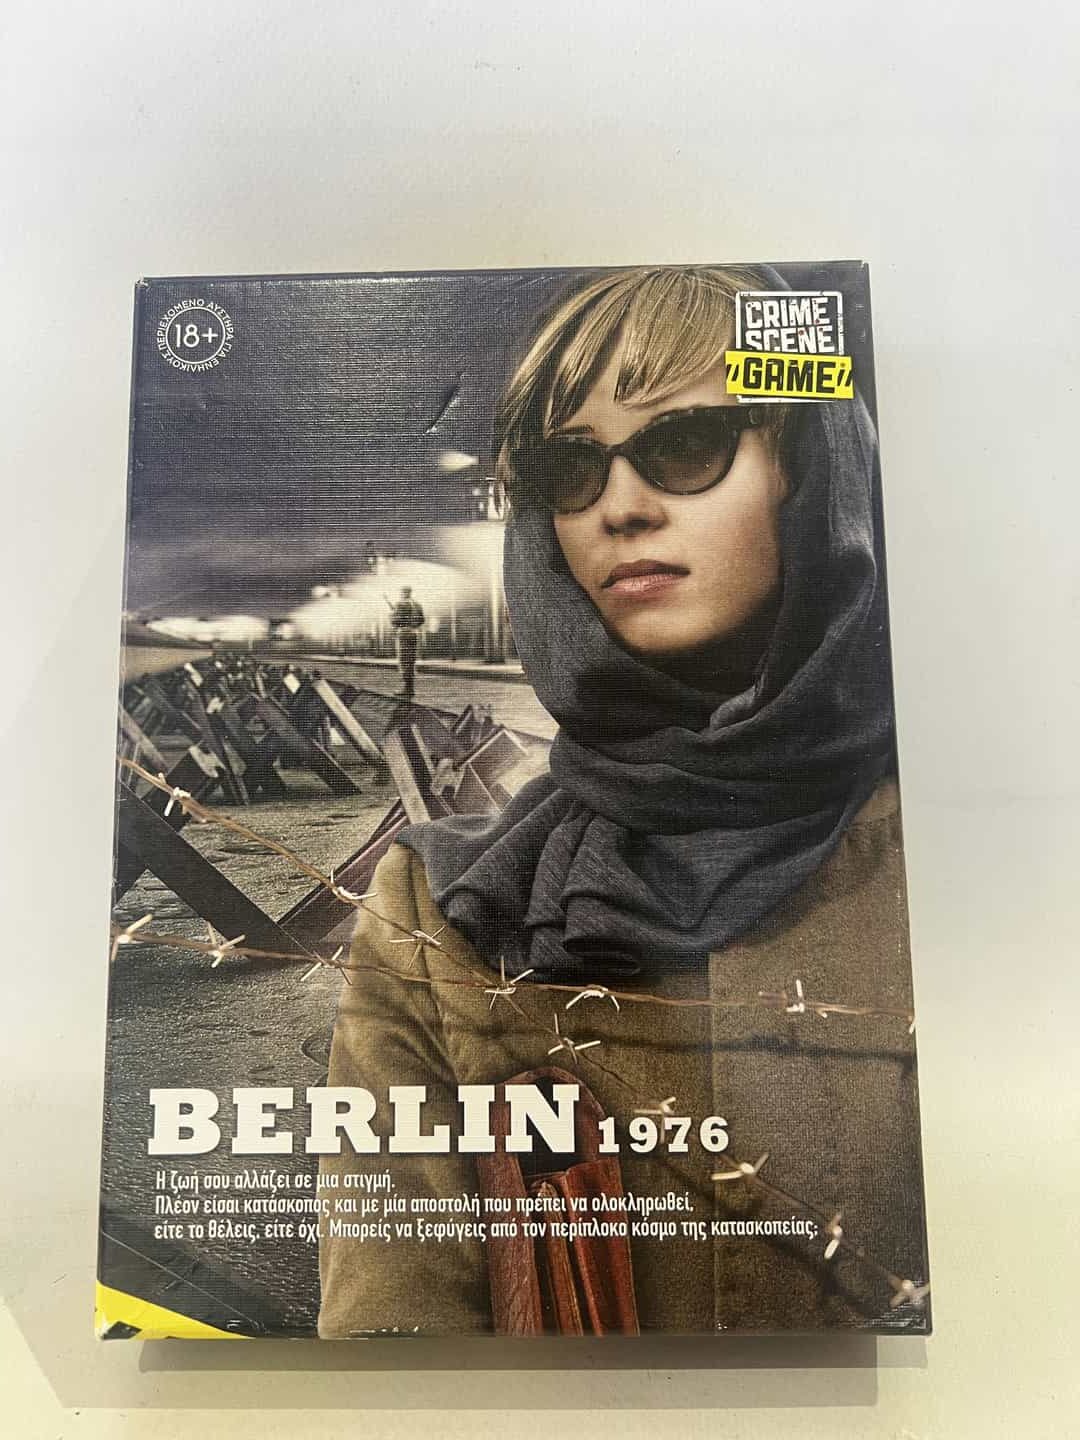 ΠΕΡΙΕΧΟΜΕΝΟ ΑΥΣΤΗΡΑ ΓΙΑ ΕΝΗΛΙΚΟΥΣ
18+
CRIME
SCENE
GAME
BERLIN 1976
Η ζωή σου αλλάζει σε μια στιγμή.
Πλέον είσαι κατάσκοπος και με μία αποστολή που πρέπει να ολοκληρωθεί,
είτε το θέλεις, είτε όχι. Μπορείς να ξεφύγεις από τον περίπλοκο κόσμο της κατασκοπείας;